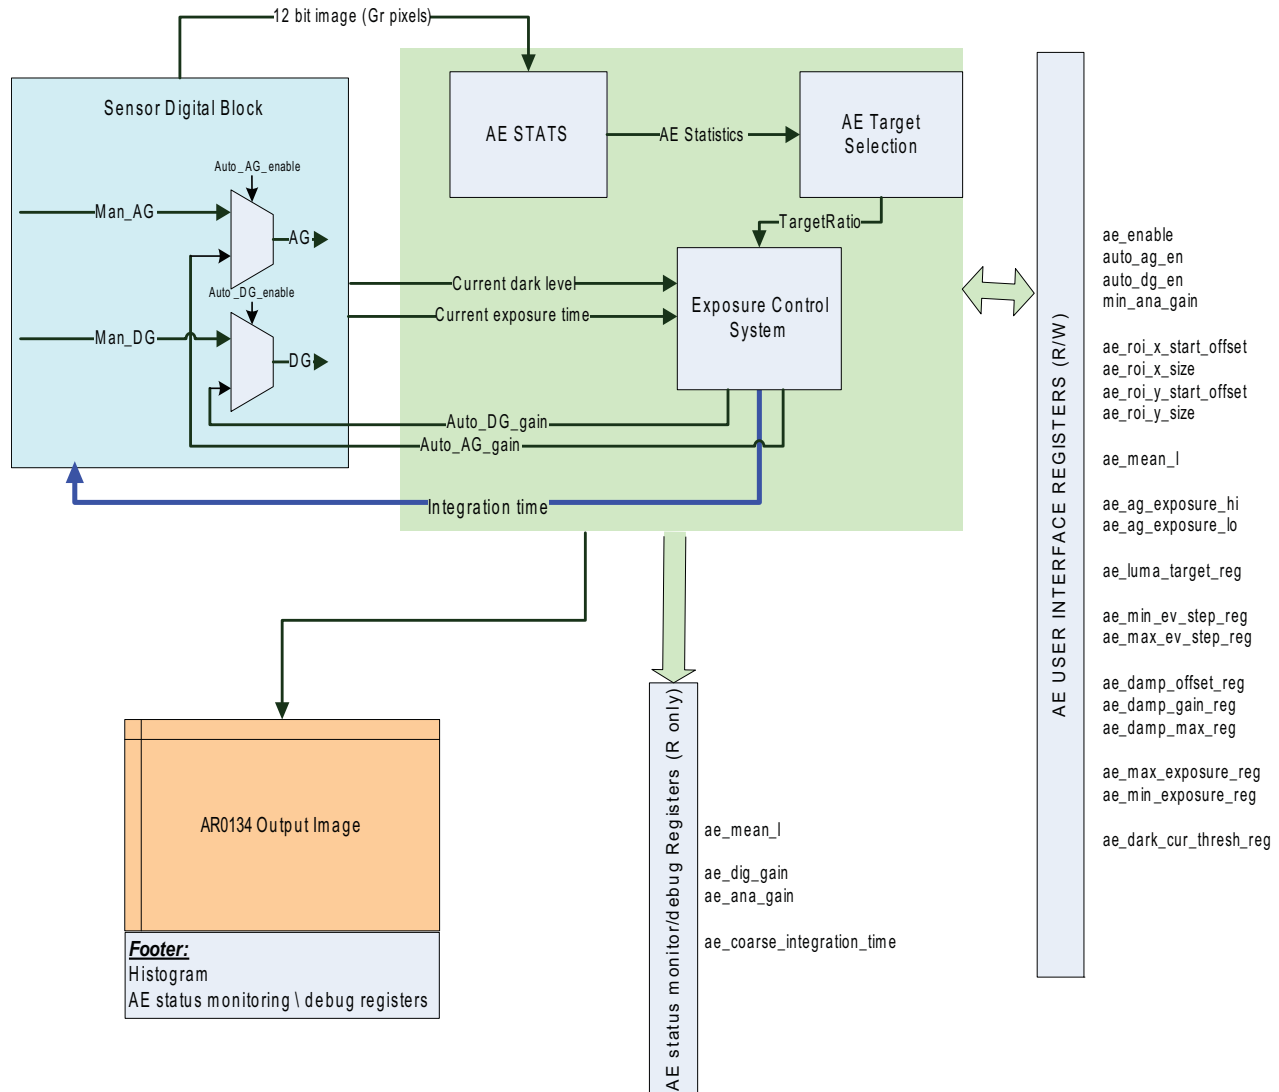 12 bit image (Gr pixels)
Sensor Digital Block
Auto_AG_enable
Man_AG
AG
Auto_DG_enable
Man_DG
DG
AE STATS
AE Statistics
AE Target
Selection
TargetRatio
Current dark level
Current exposure time
Exposure Control
System
Auto_DG_gain
Auto_AG_gain
Integration time
AE USER INTERFACE REGISTERS (R/W)
ae_enable
auto_ag_en
auto_dg_en
min_ana_gain
ae_roi_x_start_offset
ae_roi_x_size
ae_roi_y_start_offset
ae_roi_y_size
ae_mean_l
ae_ag_exposure_hi
ae_ag_exposure_lo
ae_luma_target_reg
ae_min_ev_step_reg
ae_max_ev_step_reg
ae_damp_offset_reg
ae_damp_gain_reg
ae_damp_max_reg
ae_max_exposure_reg
ae_min_exposure_reg
ae_dark_cur_thresh_reg
AR0134 Output Image
Footer:
Histogram
AE status monitoring \ debug registers
AE status monitor/debug Registers (R only)
ae_mean_l
ae_dig_gain
ae_ana_gain
ae_coarse_integration_time